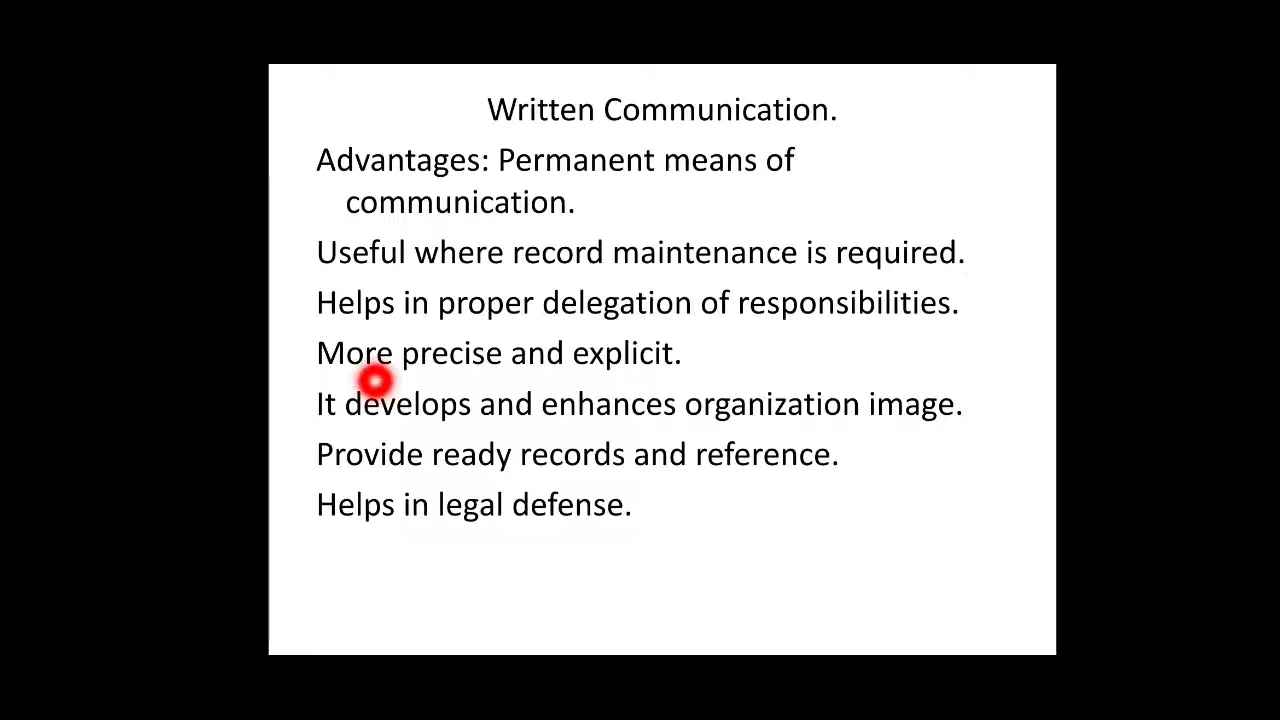 Written Communication.
Advantages: Permanent means of
communication.
Useful where record maintenance is required.
Helps in proper delegation of responsibilities.
More precise and explicit.
It develops and enhances organization image.
Provide ready records and reference.
Helps in legal defense.